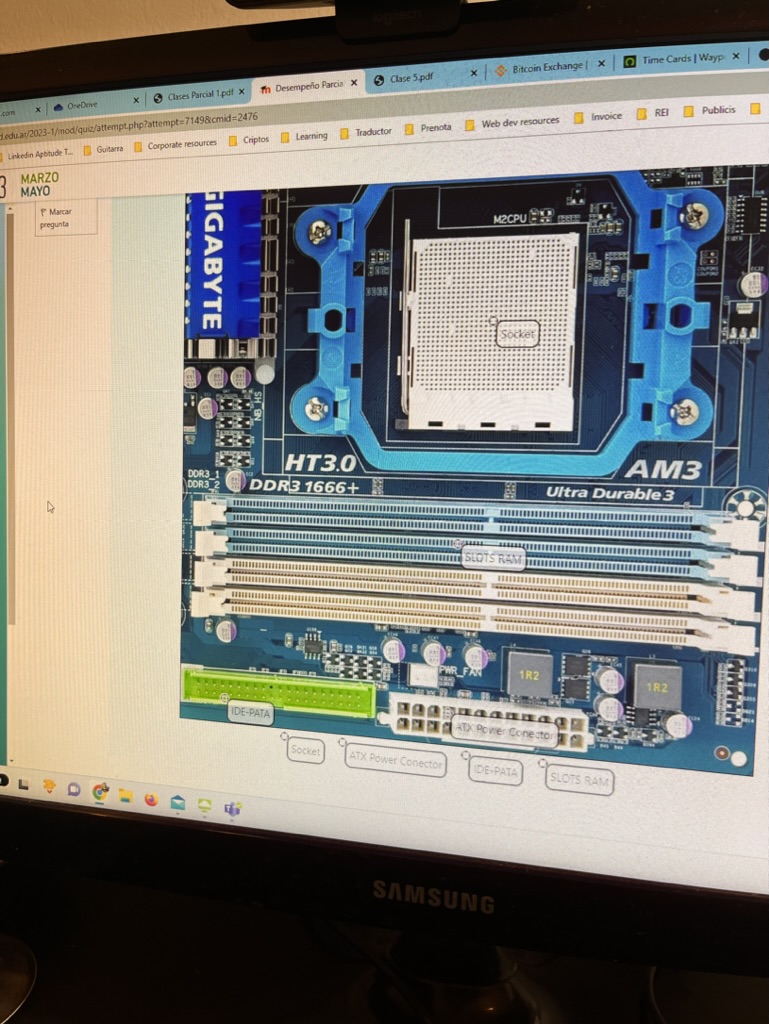 .com
OneDrive
Clases Parcial 1.pdf
Desempeño Parcia
Clase 5.pdf
Bitcoin Exchange |
Time Cards | Wayp
d.edu.ar/2023-1/mod/quiz/attempt.php?attempt=7149&cmid=2476
Linkedin Aptitude T...
Guitarra
Corporate resources
Criptos
Learning
Traductor
Prenota
Web dev resources
Invoice
REI
Publicis
3
MARZO
MAYO
Marcar
pregunta
GIGABYTE
M2CPU
Socket
NB_HS
HT3.0
AM3
DDR3_1
DDR3_2
DDR3 1666+
Ultra Durable 3
SLOTS RAM
PWR_FAN
1R2
1R2
IDE-PATA
ATX Power Conector
Socket
ATX Power Conector
IDE-PATA
SLOTS RAM
SAMSUNG